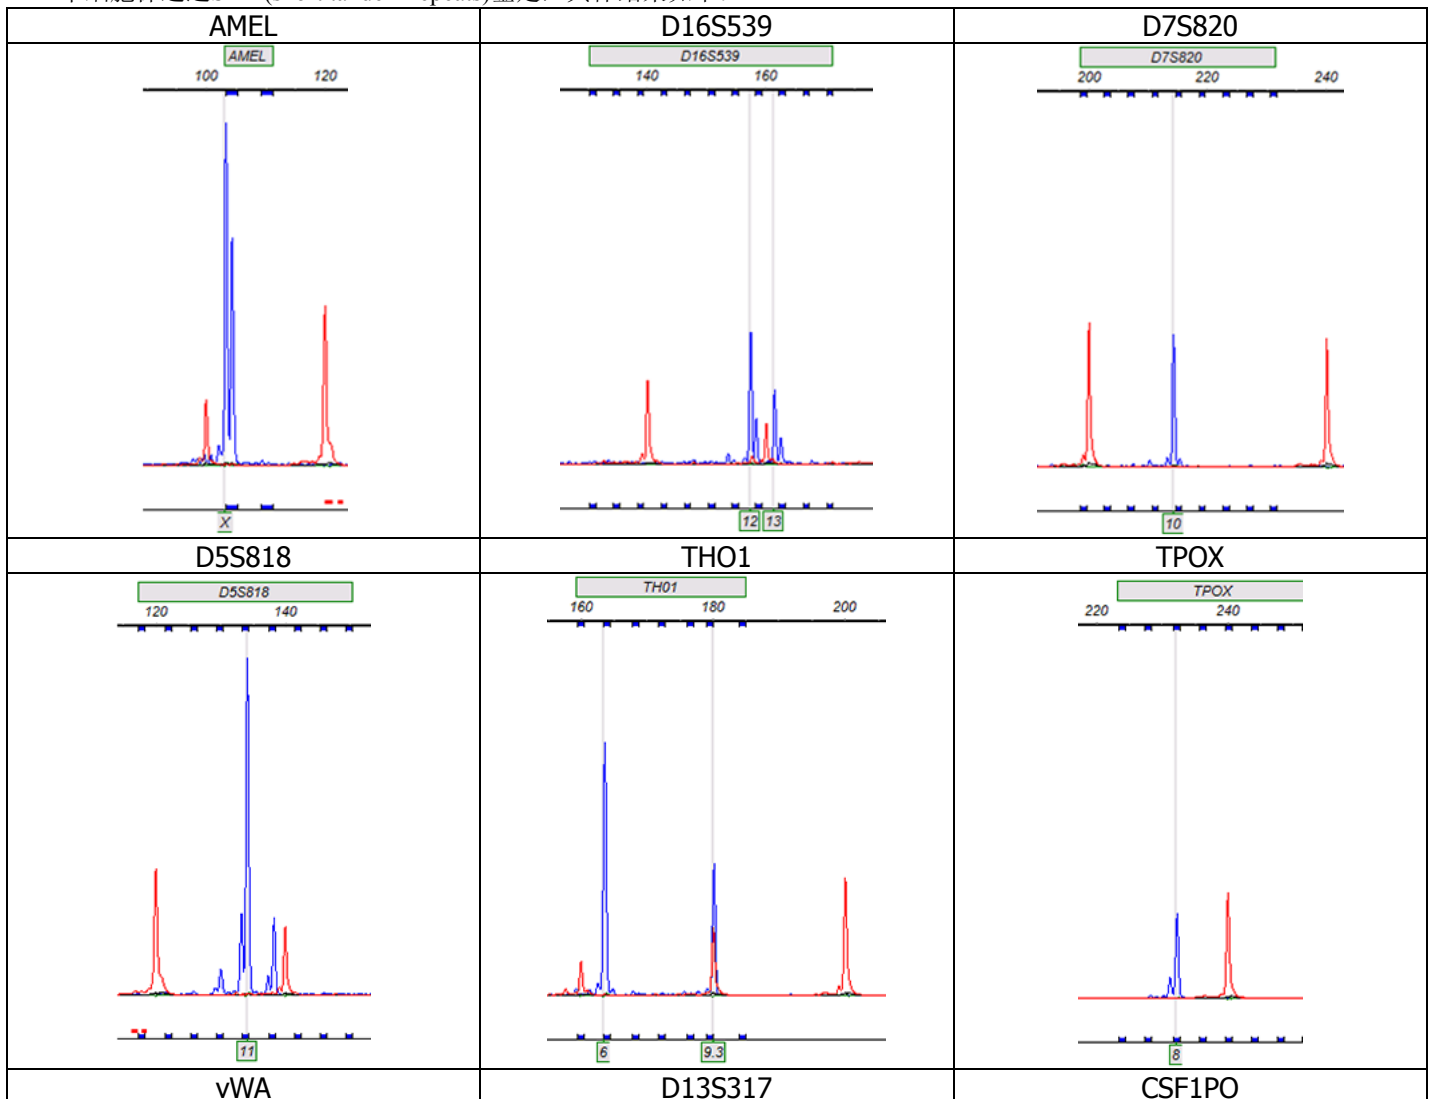 AMEL D16S539 D7S820
AMEL D16S539 D7S820
100 120 140 160 200 220 240
X 12 13 10
D5S818 THO1 TPOX
D5S818 TH01 TPOX
120 140 160 180 200 220 240
11 6 9.3 8
vWA D13S317 CSF1PO